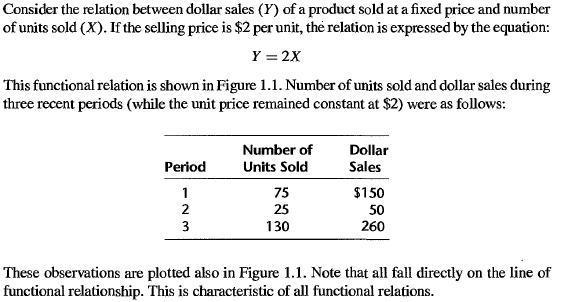 Consider the relation between dollar sales (Y) of a product sold at a fixed price and number
of units sold (X). If the selling price is $2 per unit, the relation is expressed by the equation:
Y = 2X
This functional relation is shown in Figure 1.1. Number of units sold and dollar sales during
three recent periods (while the unit price remained constant at $2) were as follows:
Number of Dollar
Period Units Sold Sales
1 75 $150
2 25 50
3 130 260
These observations are plotted also in Figure 1.1. Note that all fall directly on the line of
functional relationship. This is characteristic of all functional relations.